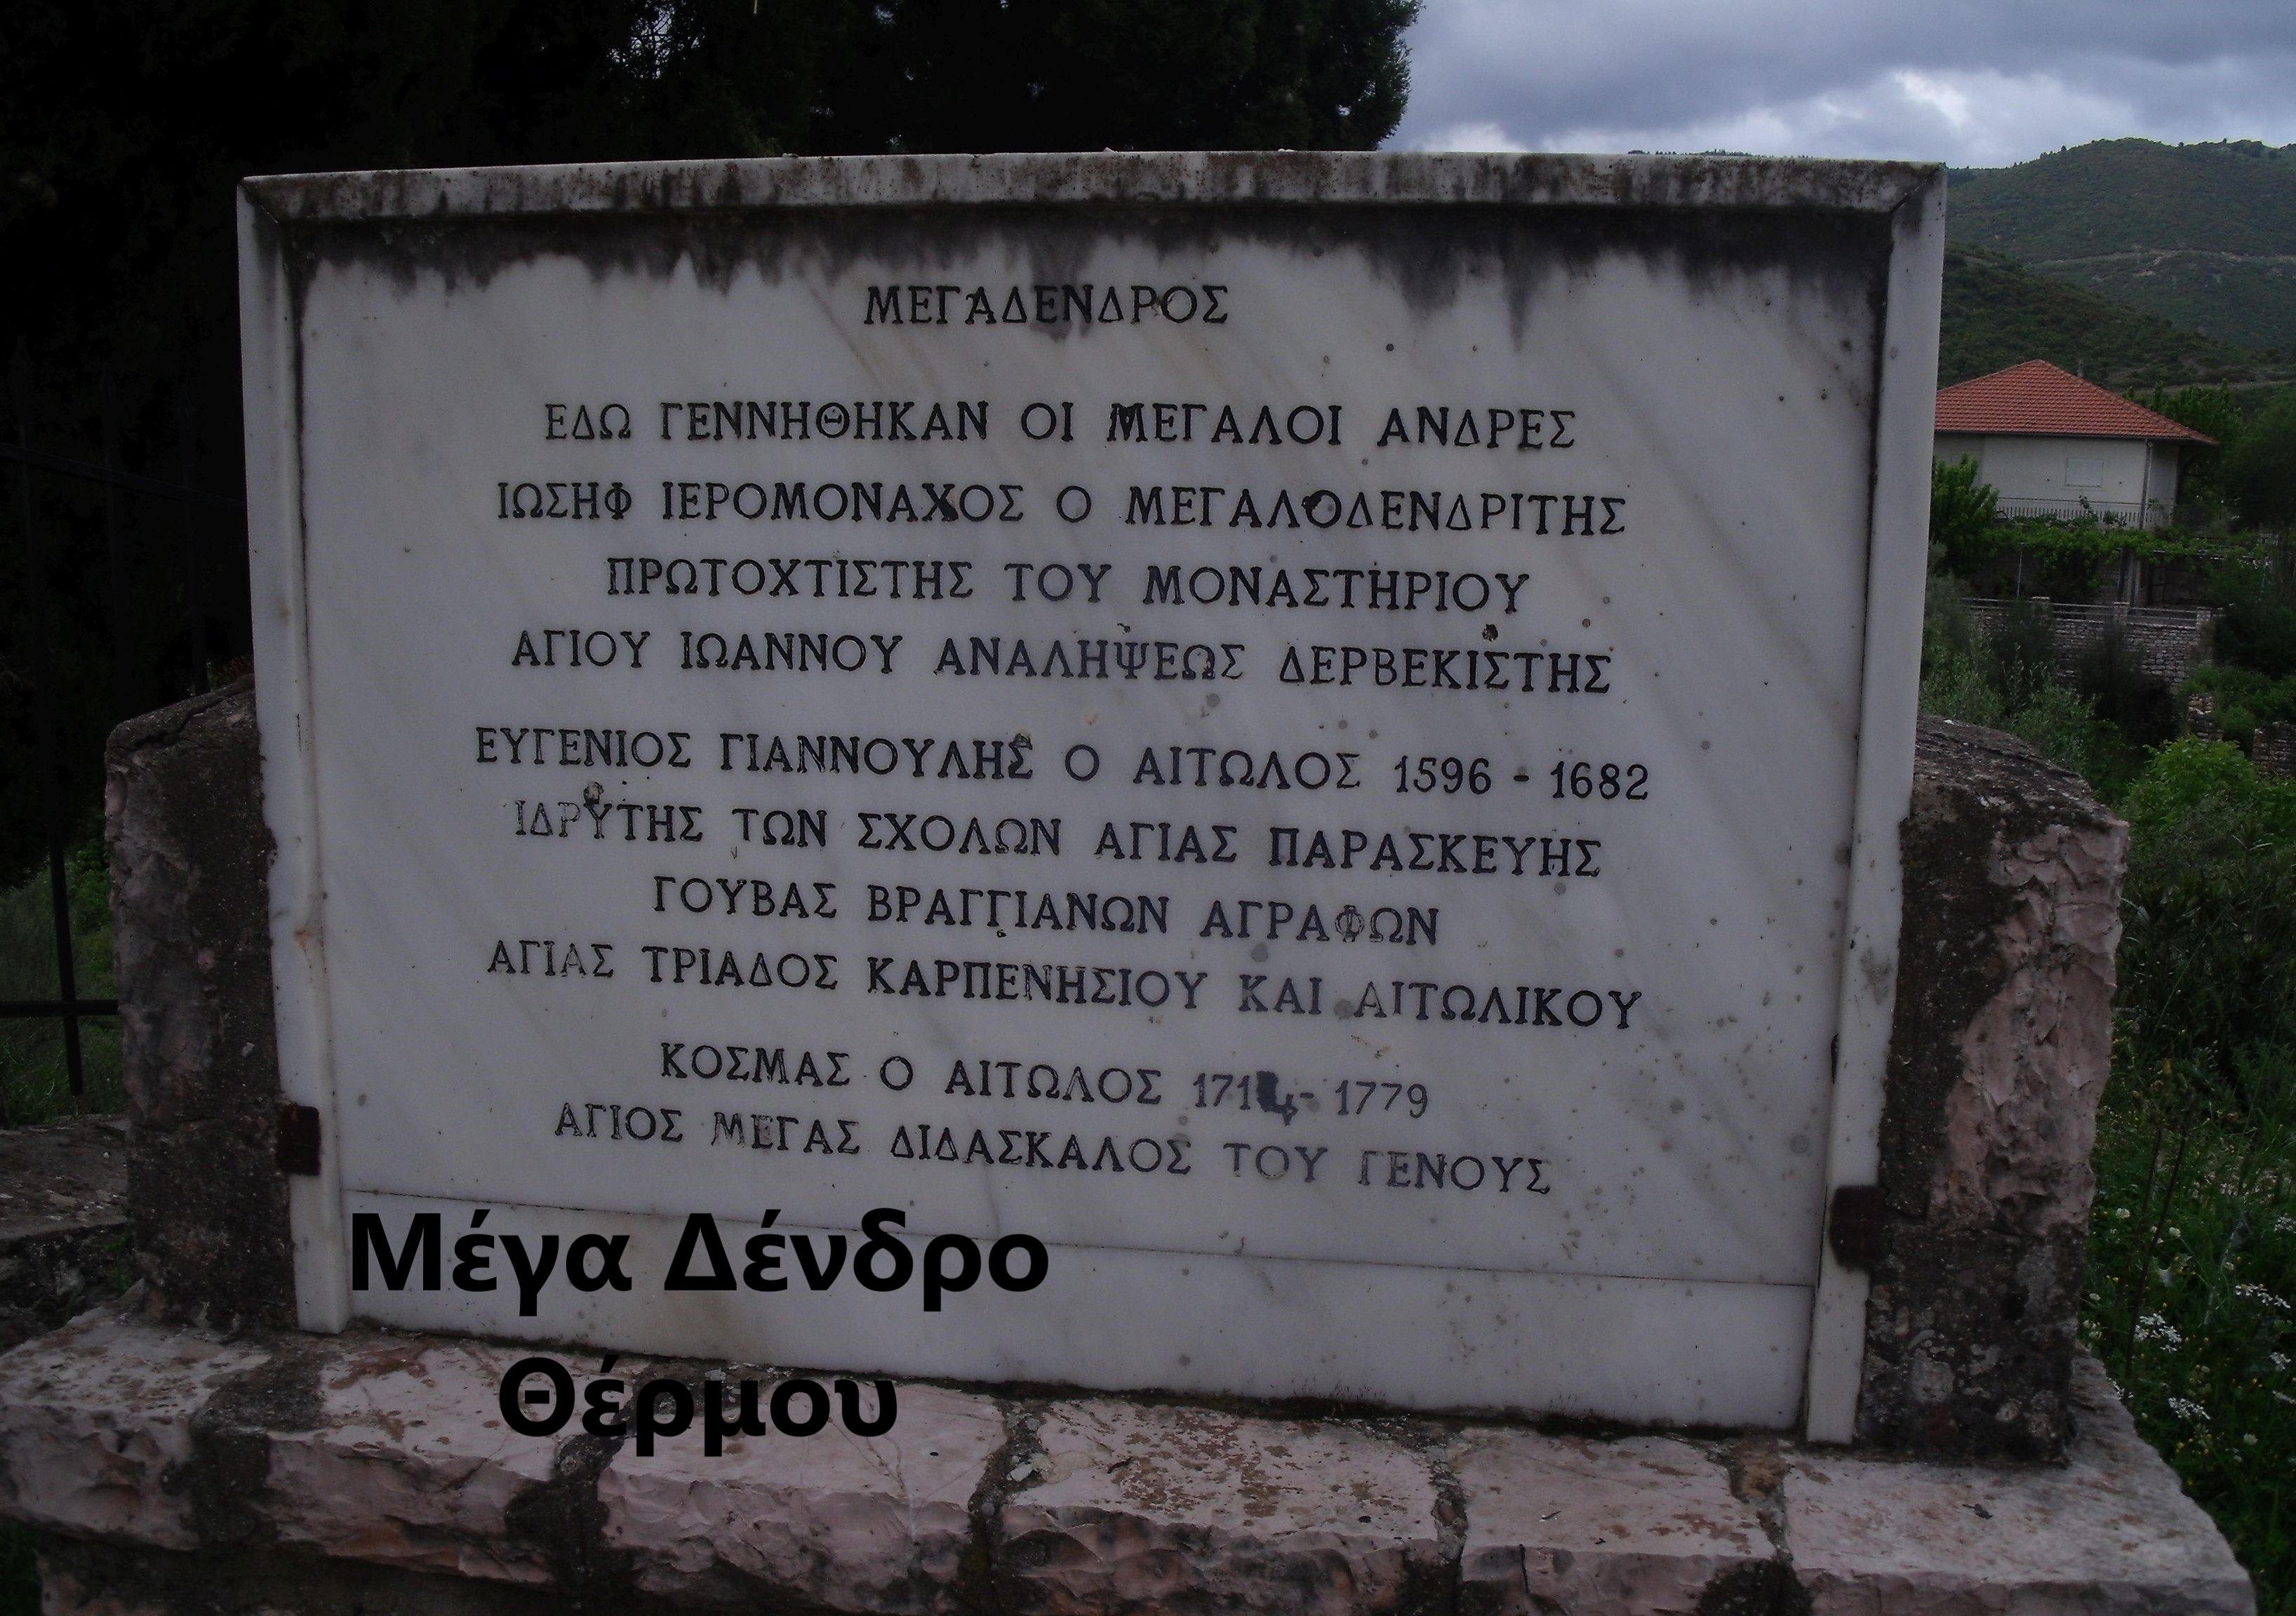 ΜΕΓΑΔΕΝΔΡΟΣ
ΕΔΩ ΓΕΝΝΗΘΗΚΑΝ ΟΙ ΜΕΓΑΛΟΙ ΑΝΔΡΕΣ
ΙΩΣΗΦ ΙΕΡΟΜΟΝΑΧΟΣ Ο ΜΕΓΑΛΟΔΕΝΔΡΙΤΗΣ
ΠΡΩΤΟΧΤΙΣΤΗΣ ΤΟΥ ΜΟΝΑΣΤΗΡΙΟΥ
ΑΓΙΟΥ ΙΩΑΝΝΟΥ ΑΝΑΛΗΨΕΩΣ ΔΕΡΒΕΚΙΣΤΗΣ
ΕΥΓΕΝΙΟΣ ΓΙΑΝΝΟΥΛΗΣ Ο ΑΙΤΩΛΟΣ 1596 - 1682
ΙΔΡΥΤΗΣ ΤΩΝ ΣΧΟΛΩΝ ΑΓΙΑΣ ΠΑΡΑΣΚΕΥΗΣ
ΓΟΥΒΑΣ ΒΡΑΓΓΙΑΝΩΝ ΑΓΡΑΦΩΝ
ΑΓΙΑΣ ΤΡΙΑΔΟΣ ΚΑΡΠΕΝΗΣΙΟΥ ΚΑΙ ΑΙΤΩΛΙΚΟΥ
ΚΟΣΜΑΣ Ο ΑΙΤΩΛΟΣ 1714 - 1779
ΑΓΙΟΣ ΜΕΓΑΣ ΔΙΔΑΣΚΑΛΟΣ ΤΟΥ ΓΕΝΟΥΣ
Μέγα Δένδρο
Θέρμου